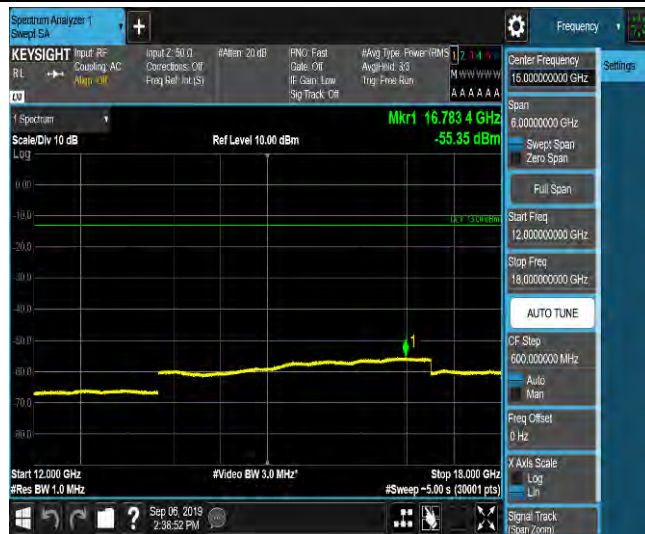 Spectrum Analyzer 1
Swept SA
+
Frequency
KEYSIGHT
RL
Input: RF
Coupling: AC
Align: Off
Input Z: 50 Ω
Corrections: Off
Freq Ref: Int (S)
#Atten: 20 dB
PNO: Fast
Gate: Off
IF Gain: Low
Sig Track: Off
#Avg Type: Power (RMS
Avg|Hold: 3/3
Trig: Free Run
M W W W W W
A A A A A A
1 Spectrum
Scale/Div 10 dB
Log
Ref Level 10.00 dBm
Mkr1 16.783 4 GHz
-55.35 dBm
0.00
-10.0
-20.0
-30.0
-40.0
-50.0
-60.0
-70.0
-80.0
1
Start 12.000 GHz
#Res BW 1.0 MHz
#Video BW 3.0 MHz*
Stop 18.000 GHz
#Sweep ~5.00 s (30001 pts)
Sep 06, 2019
2:38:52 PM
Center Frequency
15.000000000 GHz
Settings
Span
6.00000000 GHz
Swept Span
Zero Span
Full Span
Start Freq
12.000000000 GHz
Stop Freq
18.000000000 GHz
AUTO TUNE
CF Step
600.000000 MHz
Auto
Man
Freq Offset
0 Hz
X Axis Scale
Log
Lin
Signal Track
(Span Zoom)